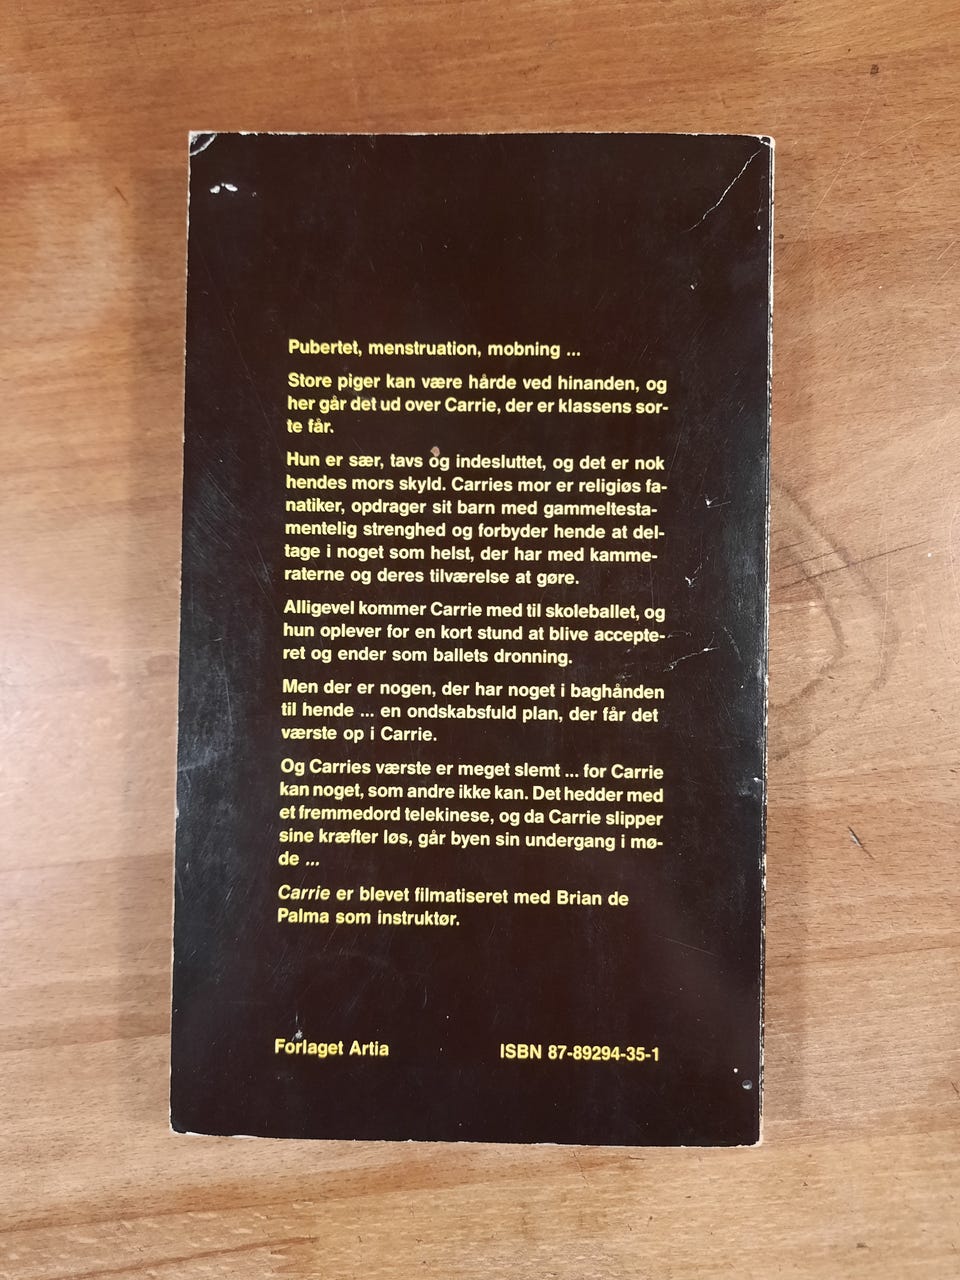 Pubertet, menstruation, mobning ...
Store piger kan være hårde ved hinanden, og
her går det ud over Carrie, der er klassens sor-
te får.
Hun er sær, tavs og indesluttet, og det er nok
hendes mors skyld. Carries mor er religiøs fa-
natiker, opdrager sit barn med gammeltesta-
mentelig strenghed og forbyder hende at del-
tage i noget som helst, der har med kamme-
raterne og deres tilværelse at gøre.
Alligevel kommer Carrie med til skoleballet, og
hun oplever for en kort stund at blive accepte-
ret og ender som ballets dronning.
Men der er nogen, der har noget i baghånden
til hende ... en ondskabsfuld plan, der får det
værste op i Carrie.
Og Carries værste er meget slemt ... for Carrie
kan noget, som andre ikke kan. Det hedder med
et fremmedord telekinese, og da Carrie slipper
sine kræfter løs, går byen sin undergang i mø-
de ...
Carrie er blevet filmatiseret med Brian de
Palma som instruktør.
Forlaget Artia
ISBN 87-89294-35-1